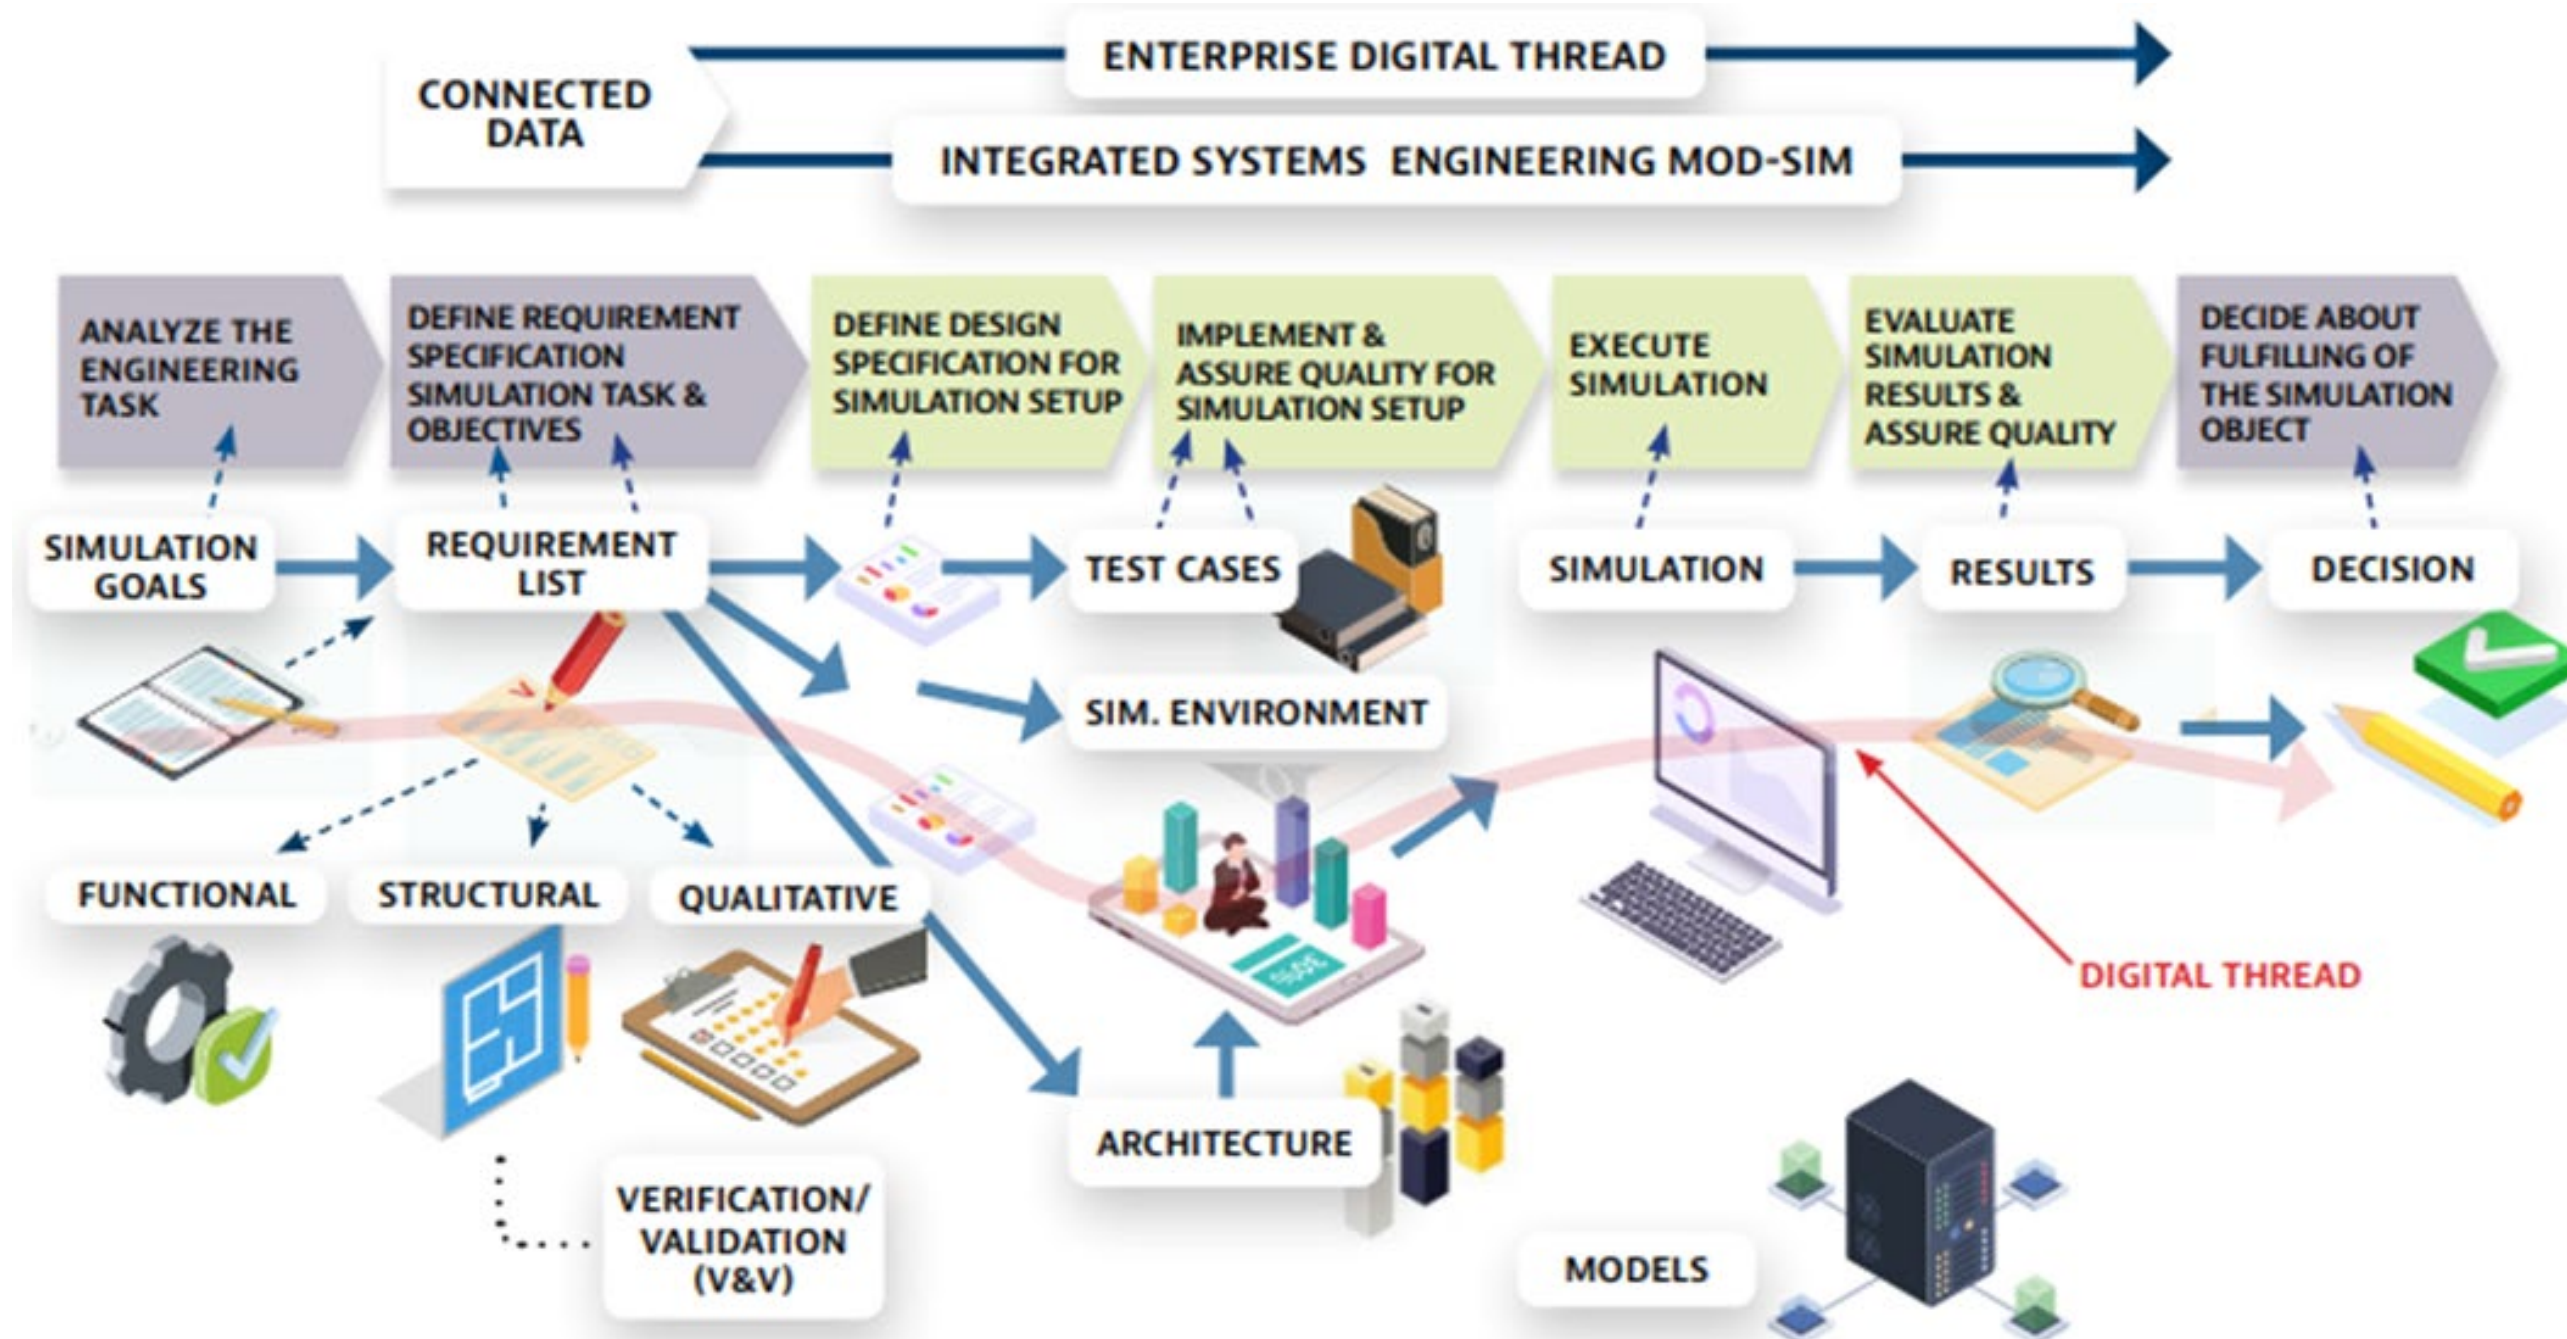 ENTERPRISE DIGITAL THREAD
CONNECTED
DATA
INTEGRATED SYSTEMS ENGINEERING MOD-SIM
ANALYZE THE
ENGINEERING
TASK
DEFINE REQUIREMENT
SPECIFICATION
SIMULATION TASK &
OBJECTIVES
DEFINE DESIGN
SPECIFICATION FOR
SIMULATION SETUP
IMPLEMENT &
ASSURE QUALITY FOR
SIMULATION SETUP
EXECUTE
SIMULATION
EVALUATE
SIMULATION
RESULTS &
ASSURE QUALITY
DECIDE ABOUT
FULFILLING OF
THE SIMULATION
OBJECT
SIMULATION
GOALS
REQUIREMENT
LIST
TEST CASES
SIMULATION
RESULTS
DECISION
SIM. ENVIRONMENT
FUNCTIONAL
STRUCTURAL
QUALITATIVE
DIGITAL THREAD
ARCHITECTURE
VERIFICATION/
VALIDATION
(V&V)
MODELS